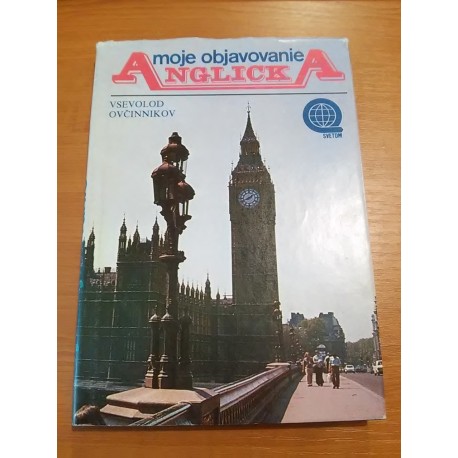 moje objavovanie
ANGLICKA
VSEVOLOD
OVČINNIKOV
SVETOM